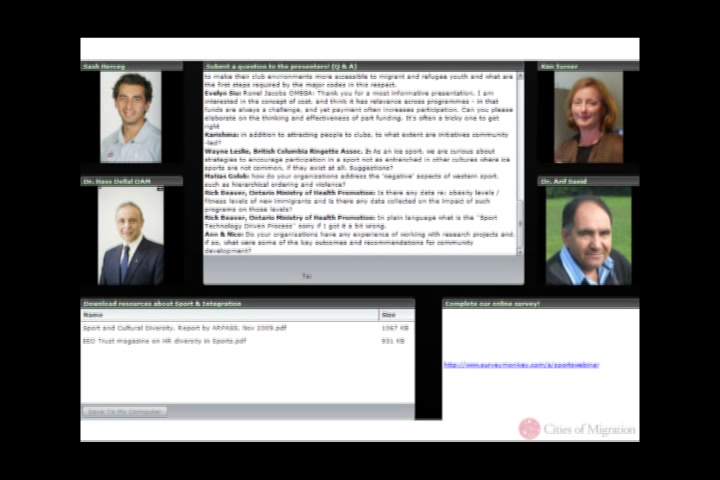 Sash Herceg
Submit a question to the presenters! (Q & A)
Kim Turner
to make their club environments more accessible to migrant and refugee youth and what are
the first steps required by the major codes in this respect.
Evelyn Siu: Ronel Jacobs OMEGA: Thank you for a most informative presentation. I am
interested in the concept of cost, and think it has relevance across programmes - in that
funds are always a challenge, and yet payment often increases participation. Can you please
elaborate on the thinking and effectiveness of part funding. It's often a tricky one to get
right
Karishma: in addition to attracting people to clubs, to what extent are initiatives community
-led?
Wayne Leslie, British Columbia Ringette Assoc. 2: As an ice sport, we are curious about
strategies to encourage participation in a sport not as entrenched in other cultures where ice
sports are not common, if they exist at all. Suggestions?
Matias Golob: how do your organizations address the 'negative' aspects of western sport,
such as hierarchical ordering and violence?
Rick Beaver, Ontario Ministry of Health Promotion: Is there any data re: obesity levels /
fitness levels of new immigrants and is there any data collected on the impact of such
programs on those levels?
Rick Beaver, Ontario Ministry of Health Promotion: In plain language what is the "Sport
Technology Driven Process" sorry if I got it a bit wrong.
Ann & Nico: Do your organisations have any experience of working with research projects and,
if so, what were some of the key outcomes and recommendations for community
development?
Dr. Hass Dellal OAM
Dr. Arif Saeid
Download resources about Sport & Integration
Complete our online survey!
Name
Size
Sport and Cultural Diversity. Report by ARPASS, Nov 2009.pdf
1067 KB
EEO Trust magazine on HR diversity in Sports.pdf
931 KB
http://www.surveymonkey.com/s/sportswebinar
Save To My Computer
Cities of Migration